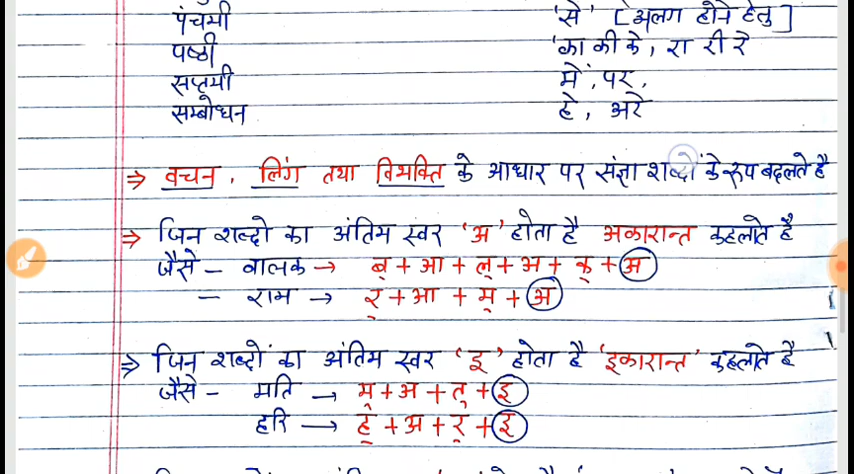 पंचमी 'से' [अलग होने हेतु]
षष्ठी 'का की के, रा री रे
सप्तमी में, पर,
सम्बोधन हे, अरे
⇒ वचन, लिंग तथा विभक्ति के आधार पर संज्ञा शब्दों के रूप बदलते है
⇒ जिन शब्दो का अंतिम स्वर 'अ' होता है अकारान्त कहलाते है
जैसे - बालक → ब् + आ + ल् + अ + क् + अ
- राम → र् + आ + म् + अ
⇒ जिन शब्दों का अंतिम स्वर 'इ' होता है 'इकारान्त' कहलाते है
जैसे - मति → म् + अ + त् + इ
हरि → ह् + अ + र् + इ